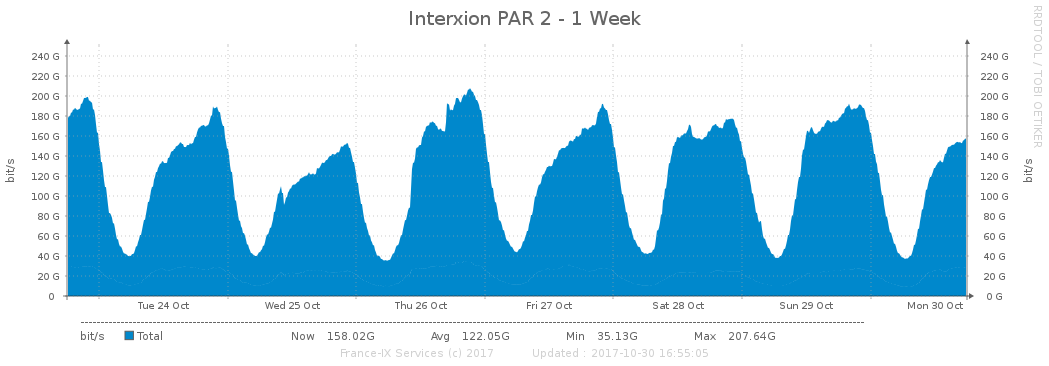 Interxion PAR 2 - 1 Week
RRDTOOL / TOBI OETIKER
bit/s
240 G 240 G
220 G 220 G
200 G 200 G
180 G 180 G
160 G 160 G
140 G 140 G
120 G 120 G
100 G 100 G
80 G 80 G
60 G 60 G
40 G 40 G
20 G 20 G
0 0 G
bit/s
Tue 24 Oct Wed 25 Oct Thu 26 Oct Fri 27 Oct Sat 28 Oct Sun 29 Oct Mon 30 Oct
bit/s Total Now 158.02G Avg 122.05G Min 35.13G Max 207.64G
France-IX Services (c) 2017 Updated : 2017-10-30 16:55:05